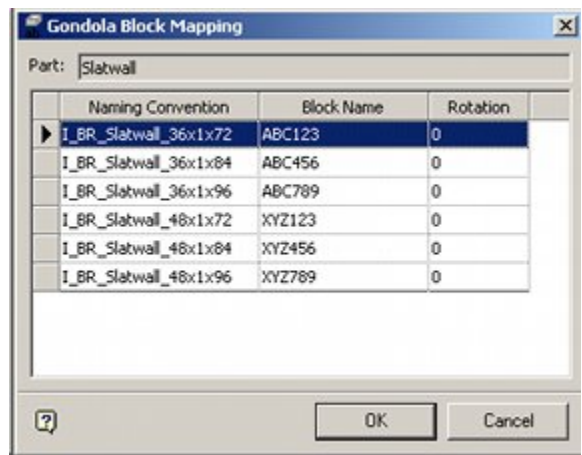 Gondola Block Mapping
Part: Slatwall
Naming Convention Block Name Rotation
I_BR_Slatwall_36x1x72 ABC123 0
I_BR_Slatwall_36x1x84 ABC456 0
I_BR_Slatwall_36x1x96 ABC789 0
I_BR_Slatwall_48x1x72 XYZ123 0
I_BR_Slatwall_48x1x84 XYZ456 0
I_BR_Slatwall_48x1x96 XYZ789 0
OK Cancel